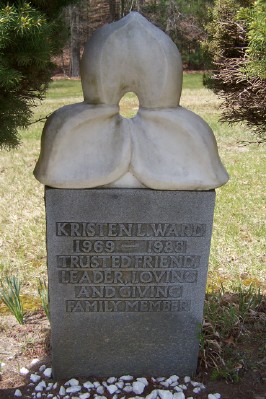 KRISTEN L. WARD
1969 — 1988
TRUSTED FRIEND,
LEADER, LOVING
AND GIVING
FAMILY MEMBER